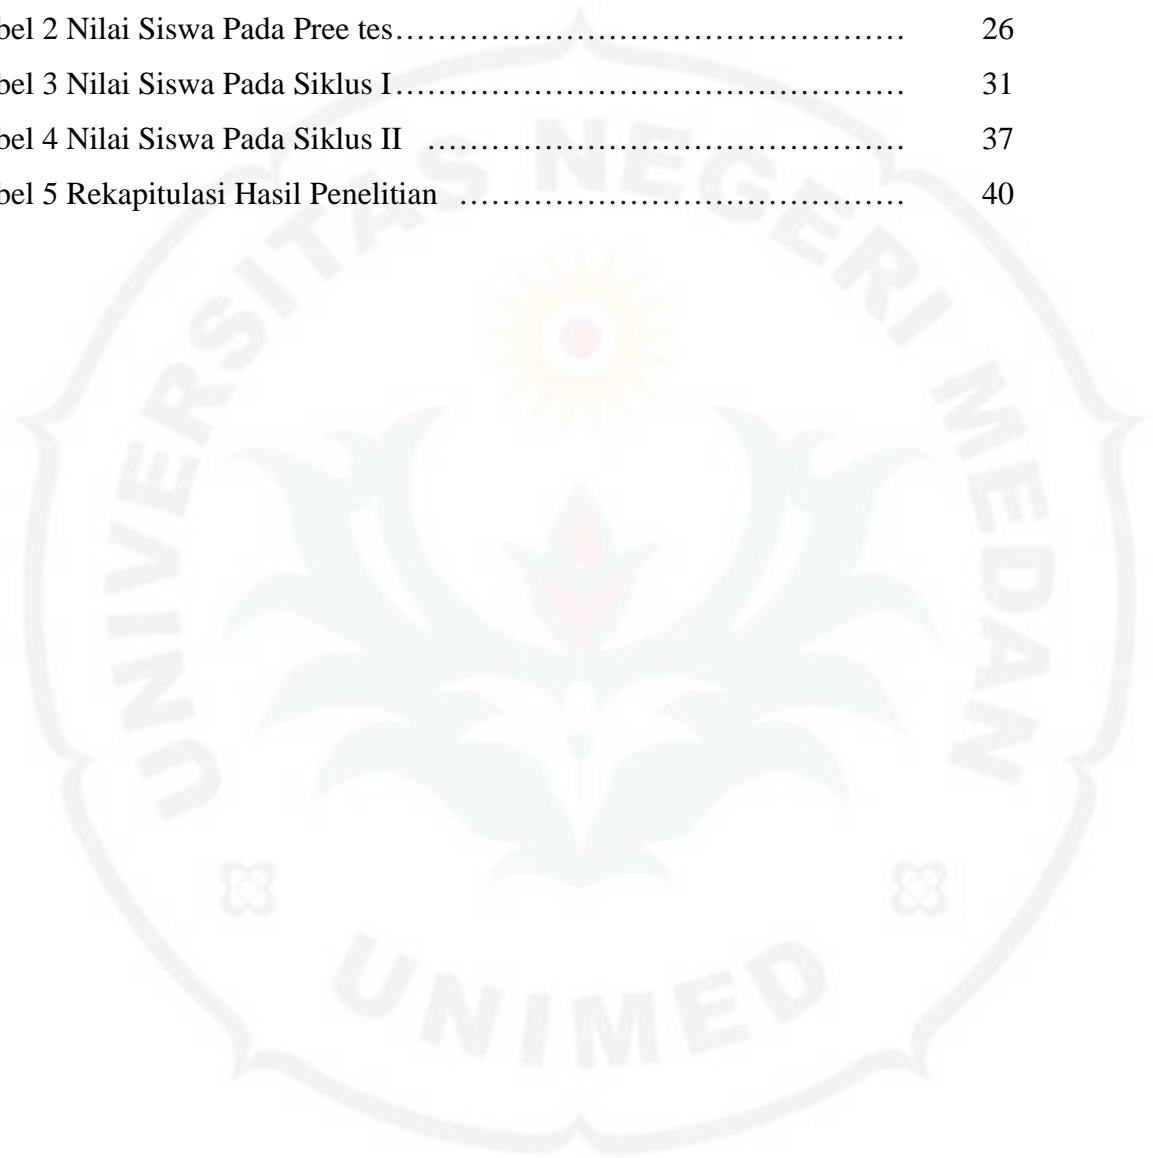 bel 2 Nilai Siswa Pada Pree tes…………………………………………… 26
bel 3 Nilai Siswa Pada Siklus I…………………………………………… 31
bel 4 Nilai Siswa Pada Siklus II ……………………………………… 37
bel 5 Rekapitulasi Hasil Penelitian …………………………………… 40
UNIVERSITAS NEGERI MEDAN
UNIMED